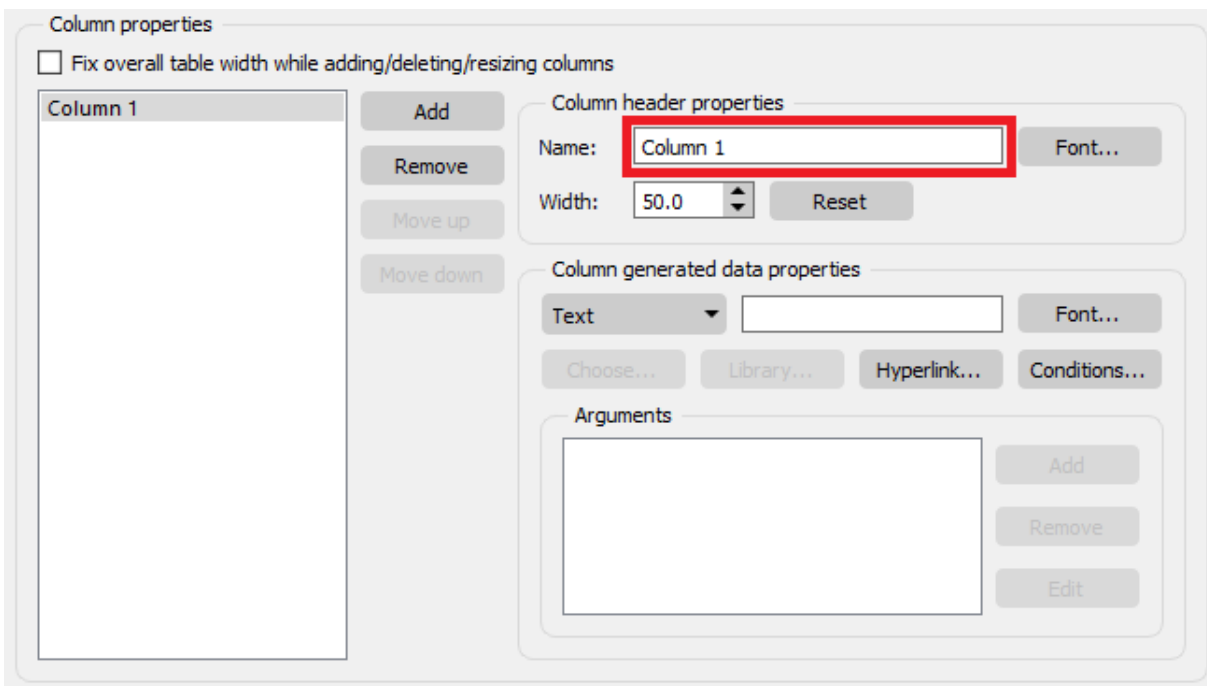 Column properties
Fix overall table width while adding/deleting/resizing columns
Column 1
Add
Remove
Move up
Move down
Column header properties
Name: Column 1 Font...
Width: 50.0 Reset
Column generated data properties
Text Font...
Choose... Library... Hyperlink... Conditions...
Arguments
Add
Remove
Edit